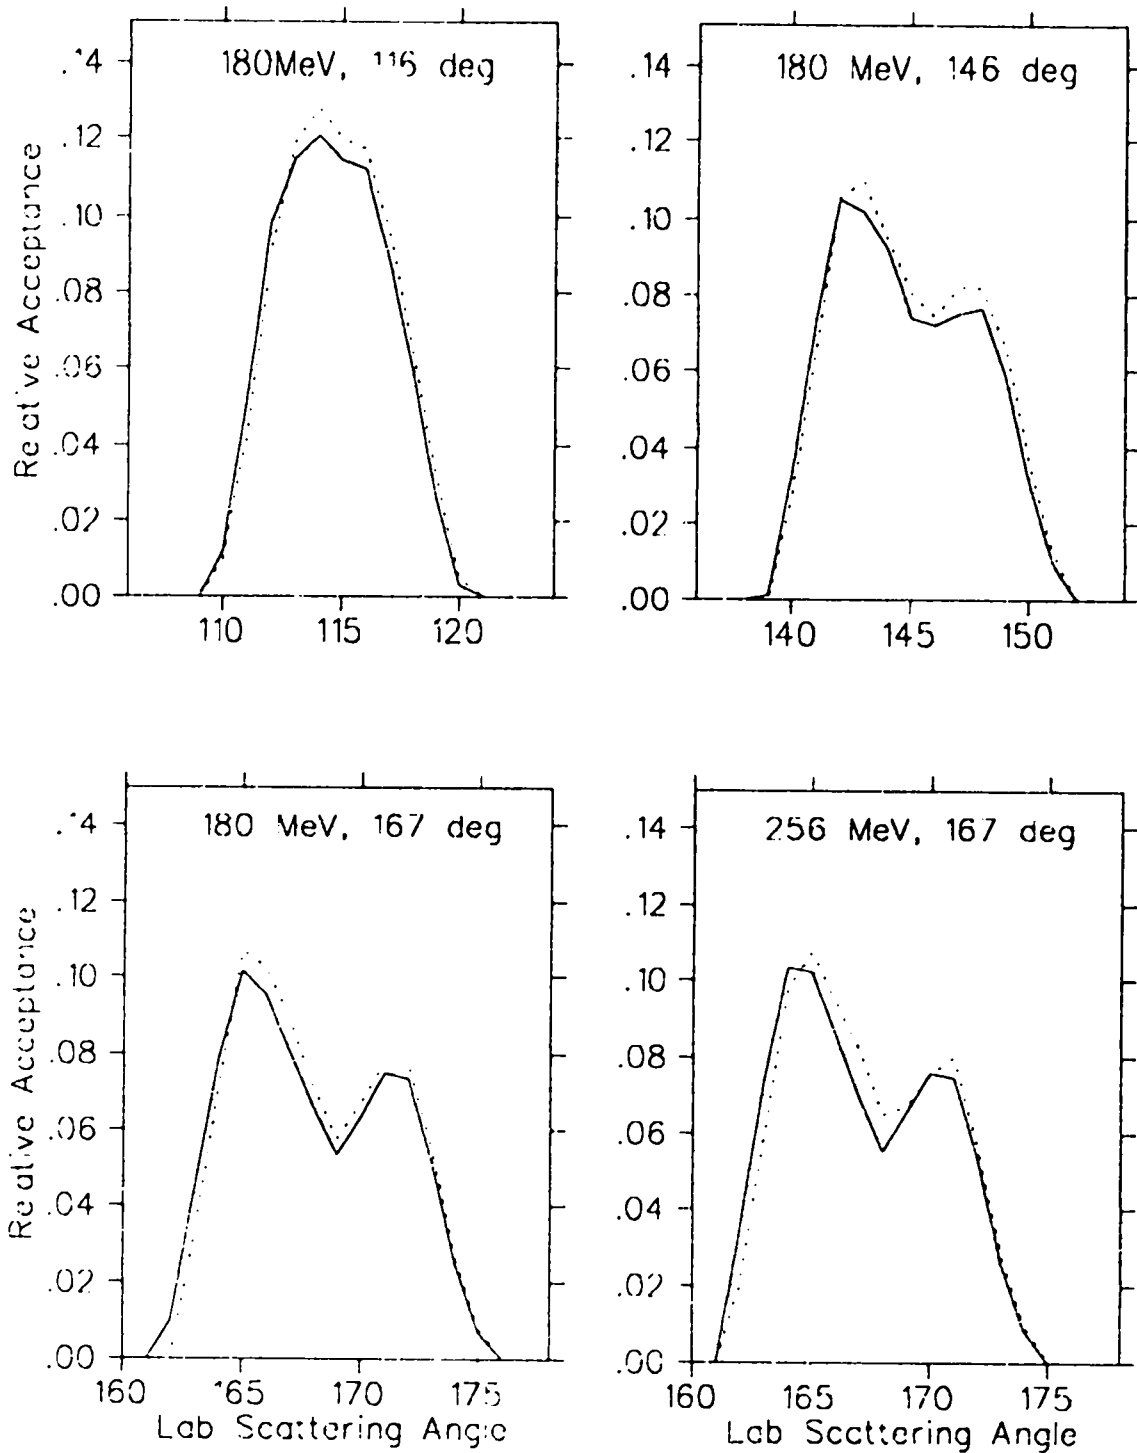 180MeV, 116 deg
.14
.12
.10
.08
.06
.04
.02
.00
Relative Acceptance
110 115 120
180 MeV, 146 deg
.14
.12
.10
.08
.06
.04
.02
.00
140 145 150
180 MeV, 167 deg
.14
.12
.10
.08
.06
.04
.02
.00
Relative Acceptance
160 165 170 175
Lab Scattering Angle
256 MeV, 167 deg
.14
.12
.10
.08
.06
.04
.02
.00
160 165 170 175
Lab Scattering Angle